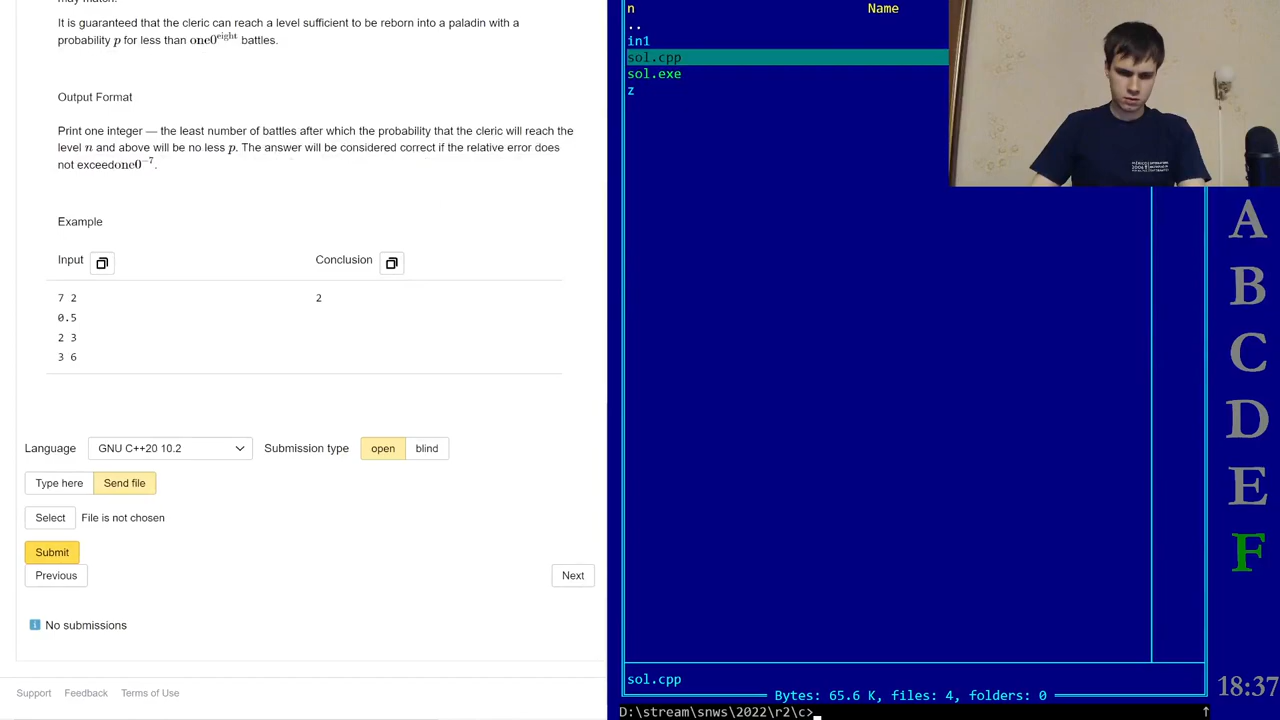 may match.
It is guaranteed that the cleric can reach a level sufficient to be reborn into a paladin with a
probability p for less than one0^eight battles.
Output Format
Print one integer — the least number of battles after which the probability that the cleric will reach the
level n and above will be no less p. The answer will be considered correct if the relative error does
not exceedone0^−7.
Example
Input
Conclusion
7 2
2
0.5
2 3
3 6
Language
GNU C++20 10.2
Submission type
open
blind
Type here
Send file
Select
File is not chosen
Submit
Previous
Next
No submissions
Support
Feedback
Terms of Use
n
Name
..
in1
sol.cpp
sol.exe
z
sol.cpp
Bytes: 65.6 K, files: 4, folders: 0
D:\stream\snws\2022\r2\c>
A
B
C
D
E
F
18:37